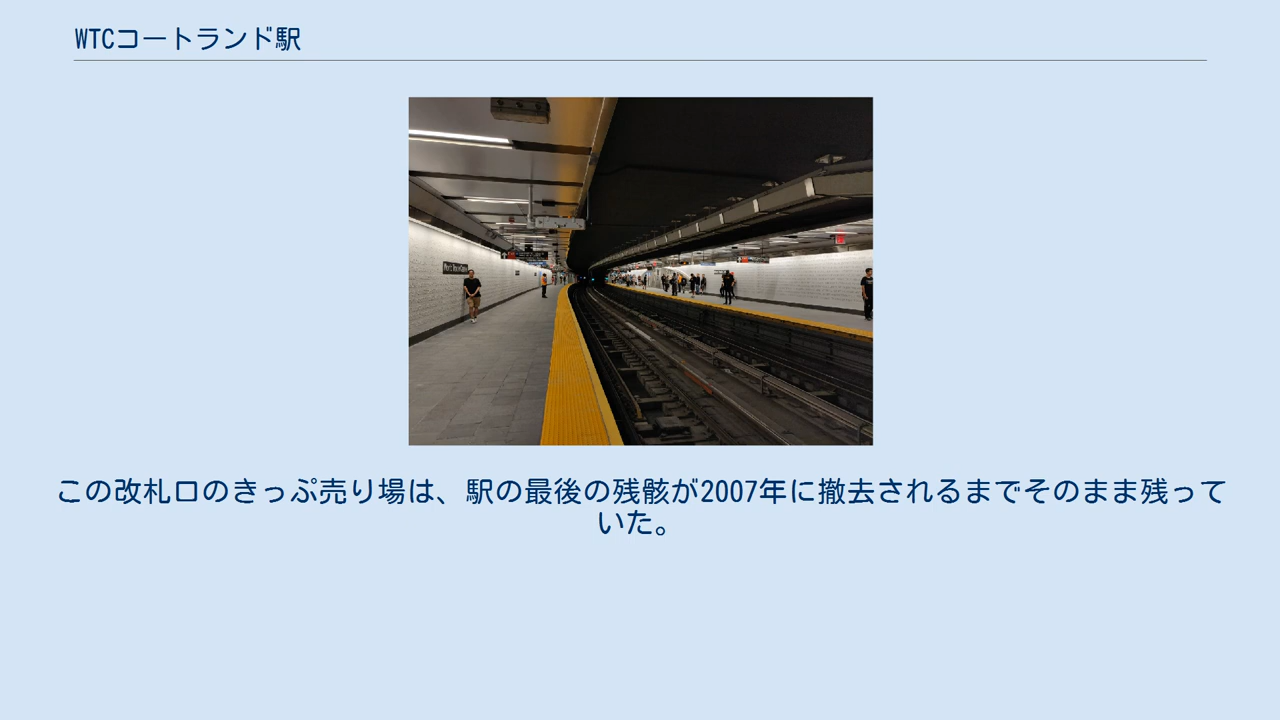 WTCコートランド駅
この改札口のきっぷ売り場は、駅の最後の残骸が2007年に撤去されるまでそのまま残って
いた。